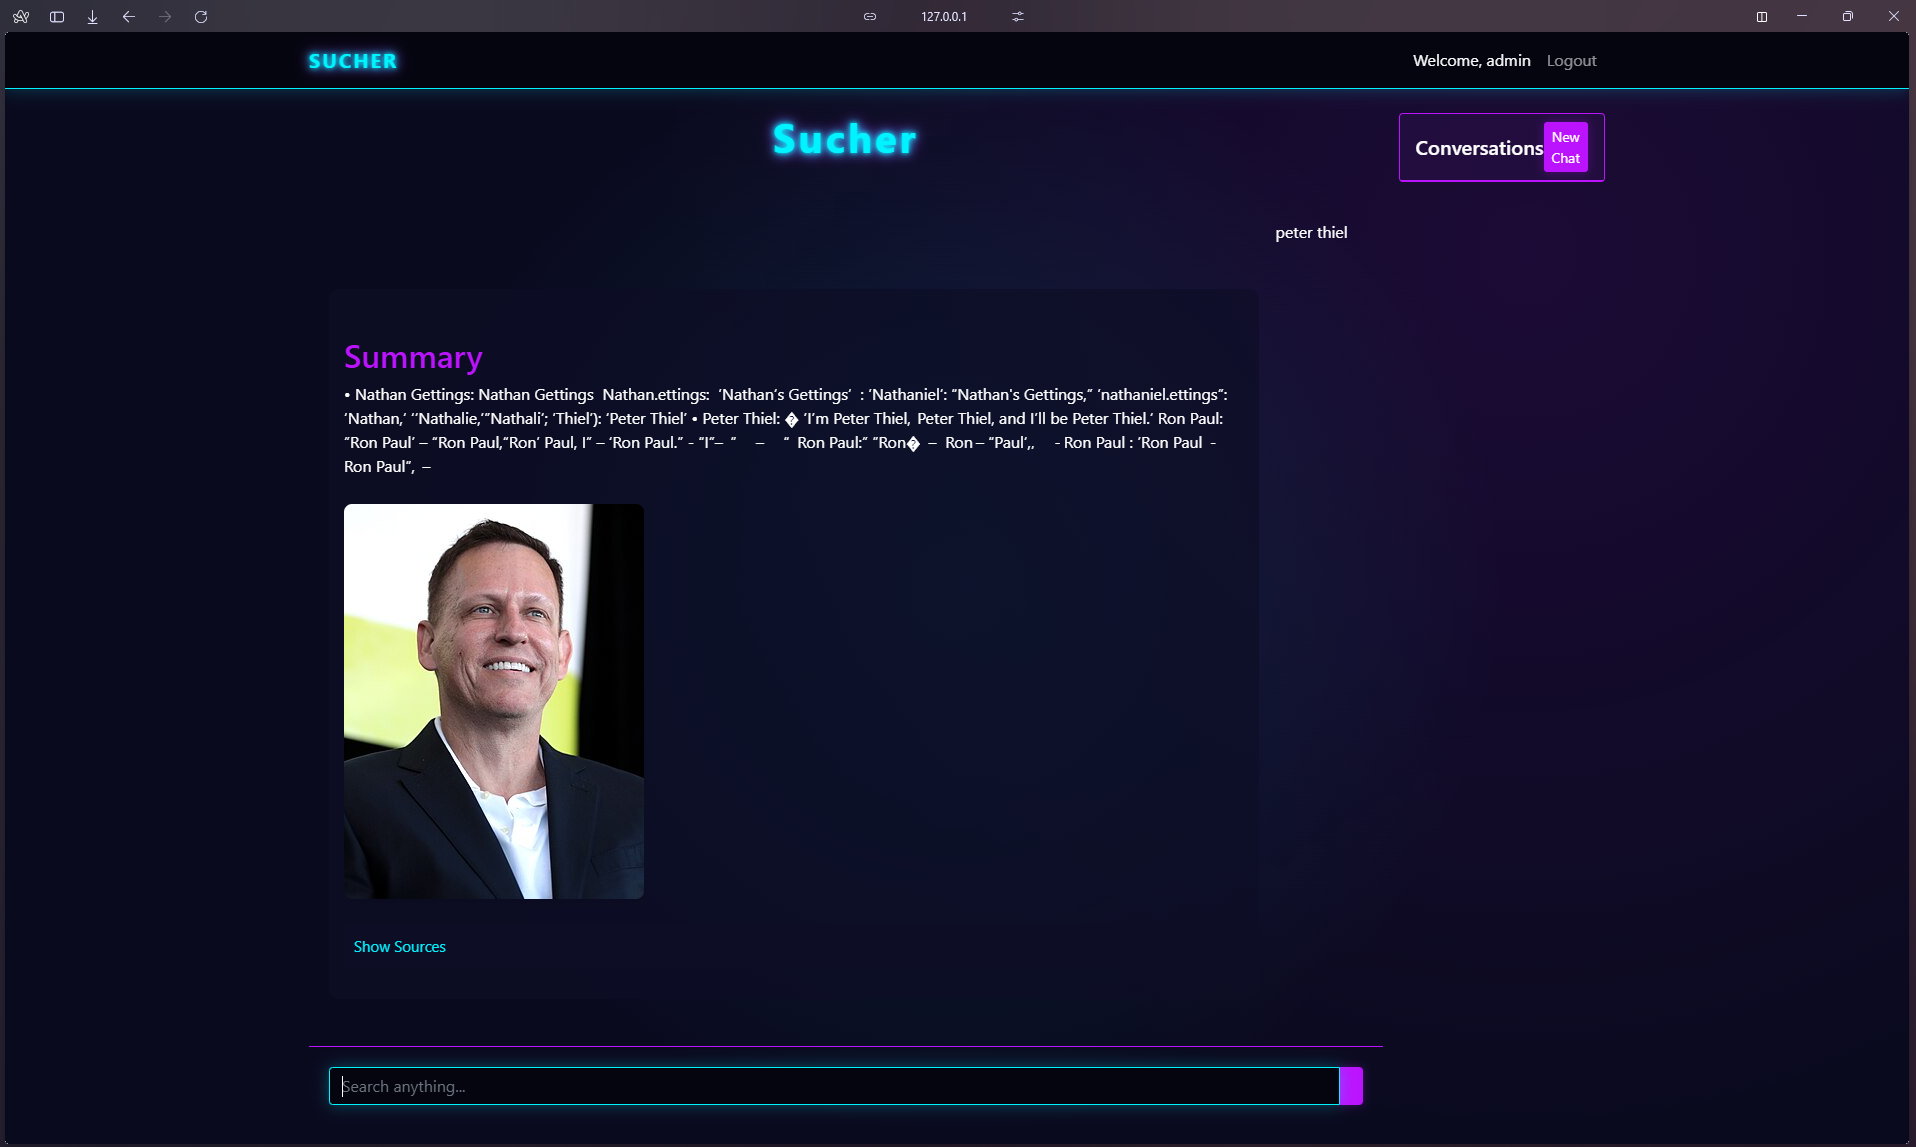 127.0.0.1
SUCHER
Welcome, admin Logout
Sucher
Conversations
New
Chat
peter thiel
Summary
• Nathan Gettings: Nathan Gettings  Nathan.ettings:  ‘Nathan’s Gettings’  : ‘Nathaniel’: “Nathan's Gettings,” ‘nathaniel.ettings”:
‘Nathan,’ ‘‘Nathalie,’“Nathali’; ‘Thiel’): ‘Peter Thiel’ • Peter Thiel: � ‘I’m Peter Thiel,  Peter Thiel, and I’ll be Peter Thiel.’ Ron Paul:
“Ron Paul’ – “Ron Paul,“Ron’ Paul, I” – ‘Ron Paul.” - “I”–  ”    –    “  Ron Paul:” “Ron�  –  Ron – “Paul’,.    - Ron Paul : ‘Ron Paul  -
Ron Paul”,  –
Show Sources
Search anything...